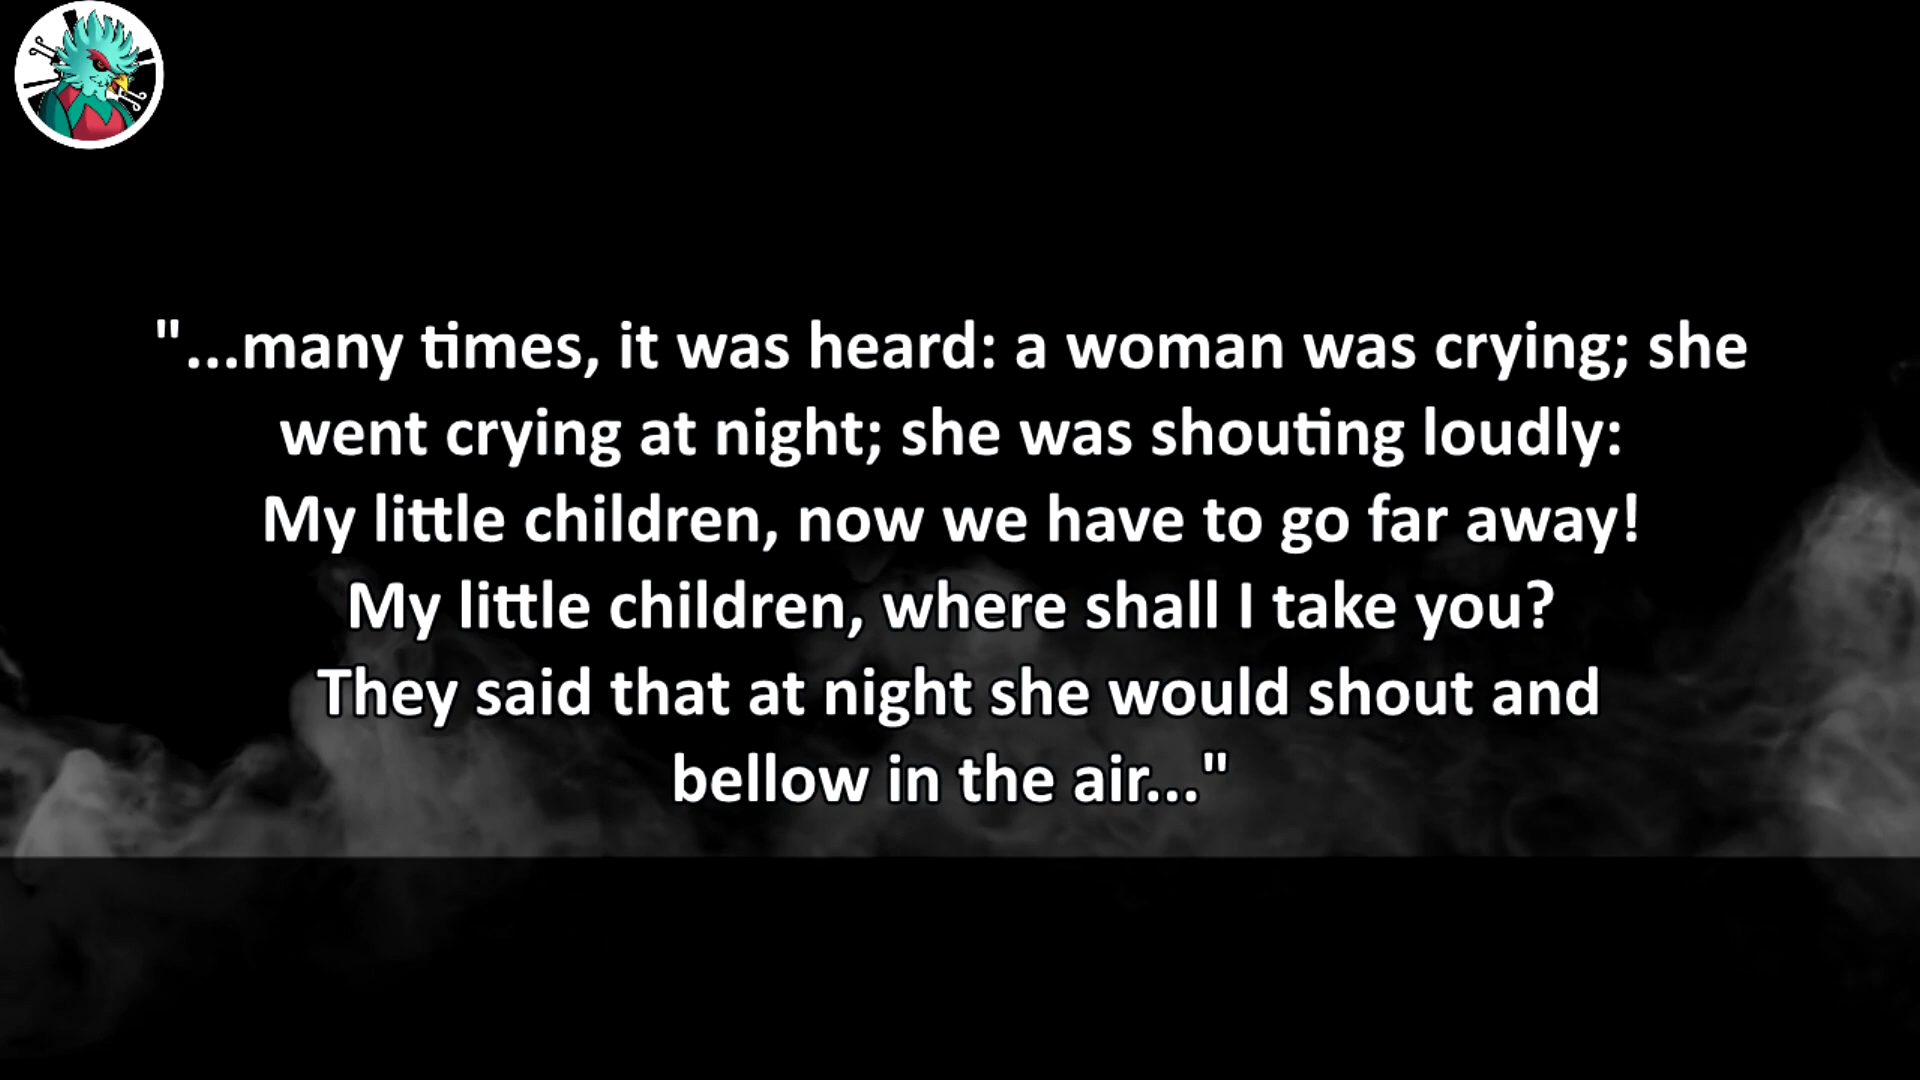 "...many times, it was heard: a woman was crying; she
went crying at night; she was shouting loudly:
My little children, now we have to go far away!
My little children, where shall I take you?
They said that at night she would shout and
bellow in the air..."